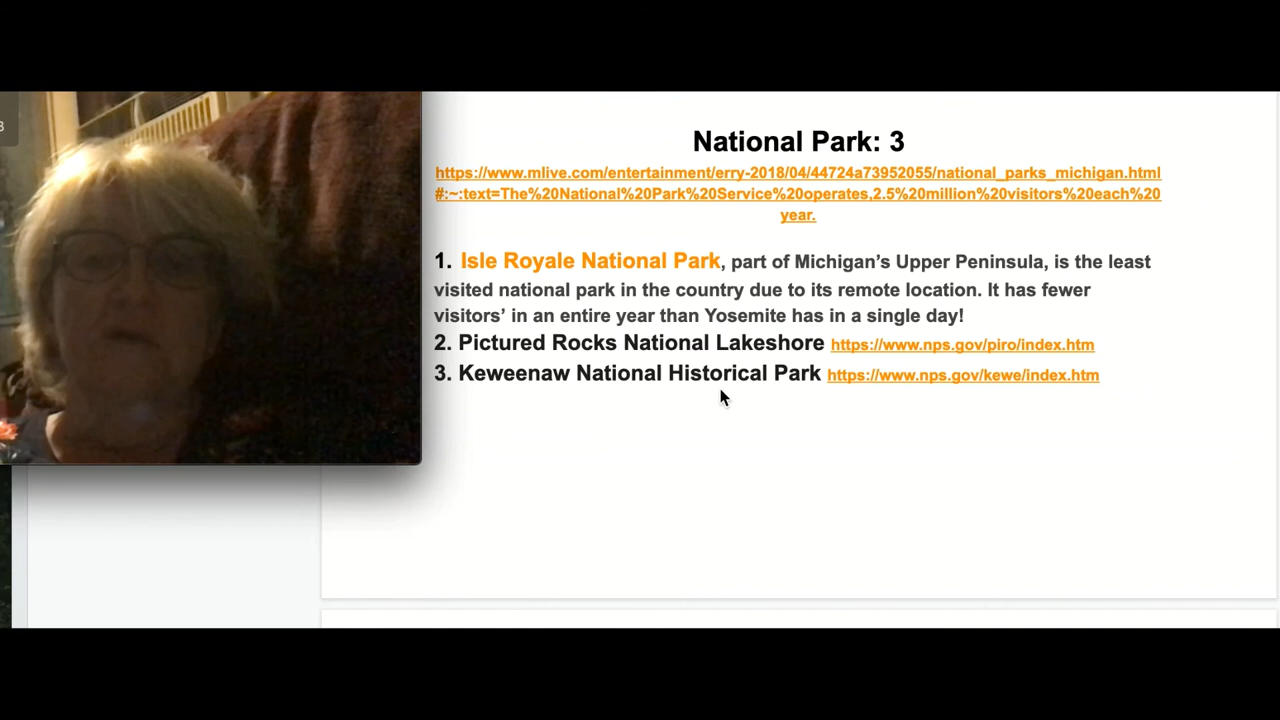 3
National Park: 3
https://www.mlive.com/entertainment/erry-2018/04/44724a73952055/national_parks_michigan.html
#:~:text=The%20National%20Park%20Service%20operates,2.5%20million%20visitors%20each%20
year.
1. Isle Royale National Park, part of Michigan’s Upper Peninsula, is the least
visited national park in the country due to its remote location. It has fewer
visitors’ in an entire year than Yosemite has in a single day!
2. Pictured Rocks National Lakeshore https://www.nps.gov/piro/index.htm
3. Keweenaw National Historical Park https://www.nps.gov/kewe/index.htm